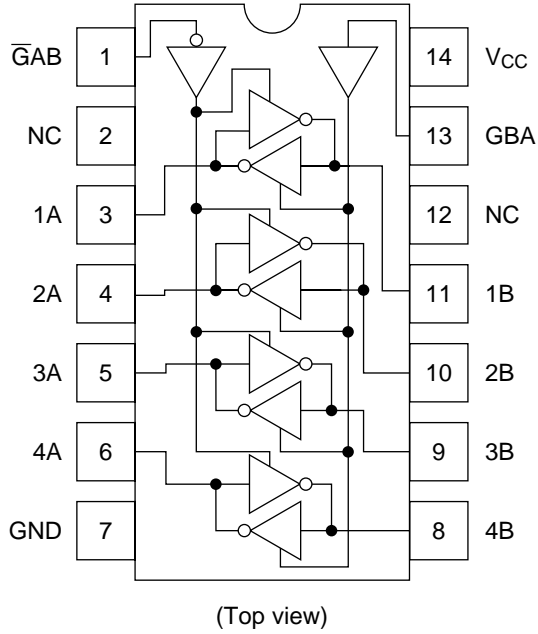 G̅AB 1 14 VCC
NC 2 13 GBA
1A 3 12 NC
2A 4 11 1B
3A 5 10 2B
4A 6 9 3B
GND 7 8 4B
(Top view)